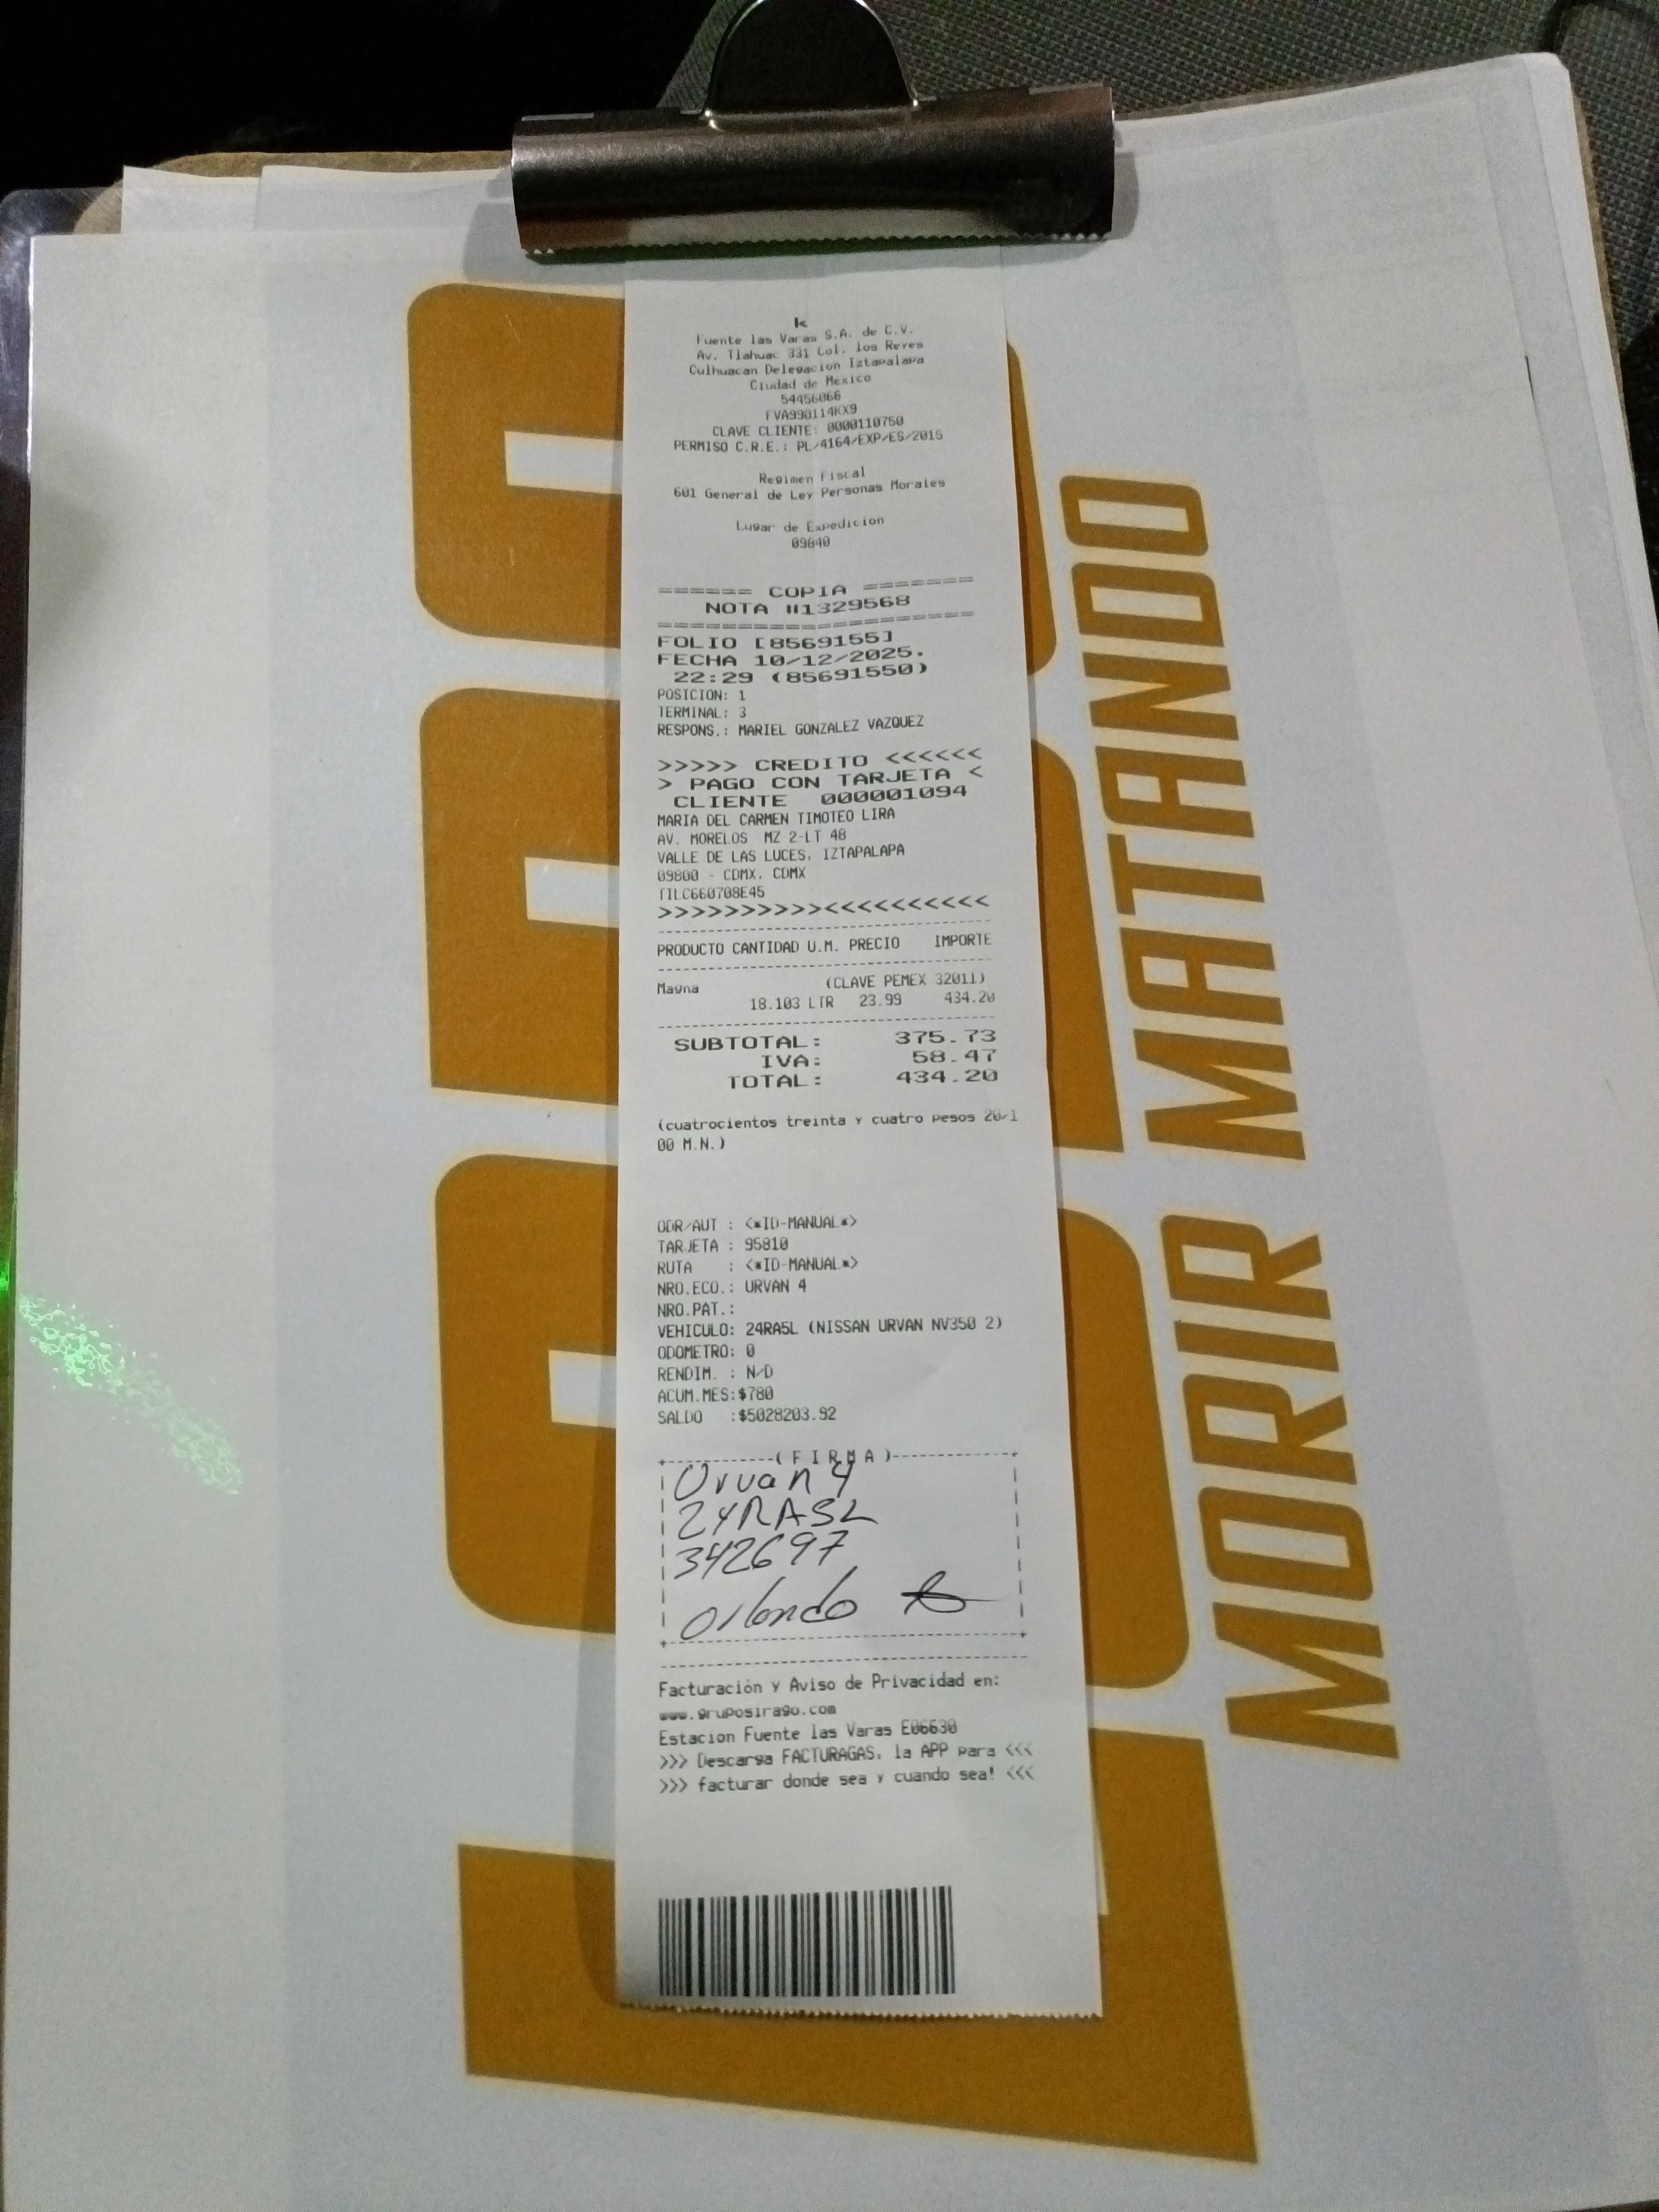 Fuente las Varas S.A. de C.V.
Av. Tlahuac 331 Col. los Reyes
Culhuacan Delegacion Iztapalapa
Ciudad de Mexico
54456066
FVA990114KX9
CLAVE CLIENTE: 0000110750
PERMISO C.R.E.: PL/4164/EXP/ES/2015
Regimen Fiscal
601 General de Ley Personas Morales
Lugar de Expedicion
09840
====== COPIA =======
NOTA #1329568
====================
FOLIO [8569155]
FECHA 10/12/2025.
22:29 (85691550)
POSICION: 1
TERMINAL: 3
RESPONS.: MARIEL GONZALEZ VAZQUEZ
>>>>> CREDITO <<<<<<
> PAGO CON TARJETA <
CLIENTE 000001094
MARIA DEL CARMEN TIMOTEO LIRA
AV. MORELOS MZ 2-LT 48
VALLE DE LAS LUCES, IZTAPALAPA
09800 - CDMX, CDMX
TILC660708E45
>>>>>>>>>><<<<<<<<<<
PRODUCTO CANTIDAD U.M. PRECIO IMPORTE
Magna (CLAVE PEMEX 32011)
18.103 LTR 23.99 434.20
SUBTOTAL: 375.73
IVA: 58.47
TOTAL: 434.20
(cuatrocientos treinta y cuatro pesos 20/1
00 M.N.)
ODR/AUT : <*ID-MANUAL*>
TARJETA : 95810
RUTA : <*ID-MANUAL*>
NRO.ECO.: URVAN 4
NRO.PAT.:
VEHICULO: 24RA5L (NISSAN URVAN NV350 2)
ODOMETRO: 0
RENDIM. : N/D
ACUM.MES:$780
SALDO :$5028203.92
(FIRMA)
Urvan 4
24RA5L
342697
Orlando
Facturación y Aviso de Privacidad en:
www.gruposirago.com
Estacion Fuente las Varas E06630
>>> Descarga FACTURAGAS, la APP para <<<
>>> facturar donde sea y cuando sea! <<<
MORIR MATANDO